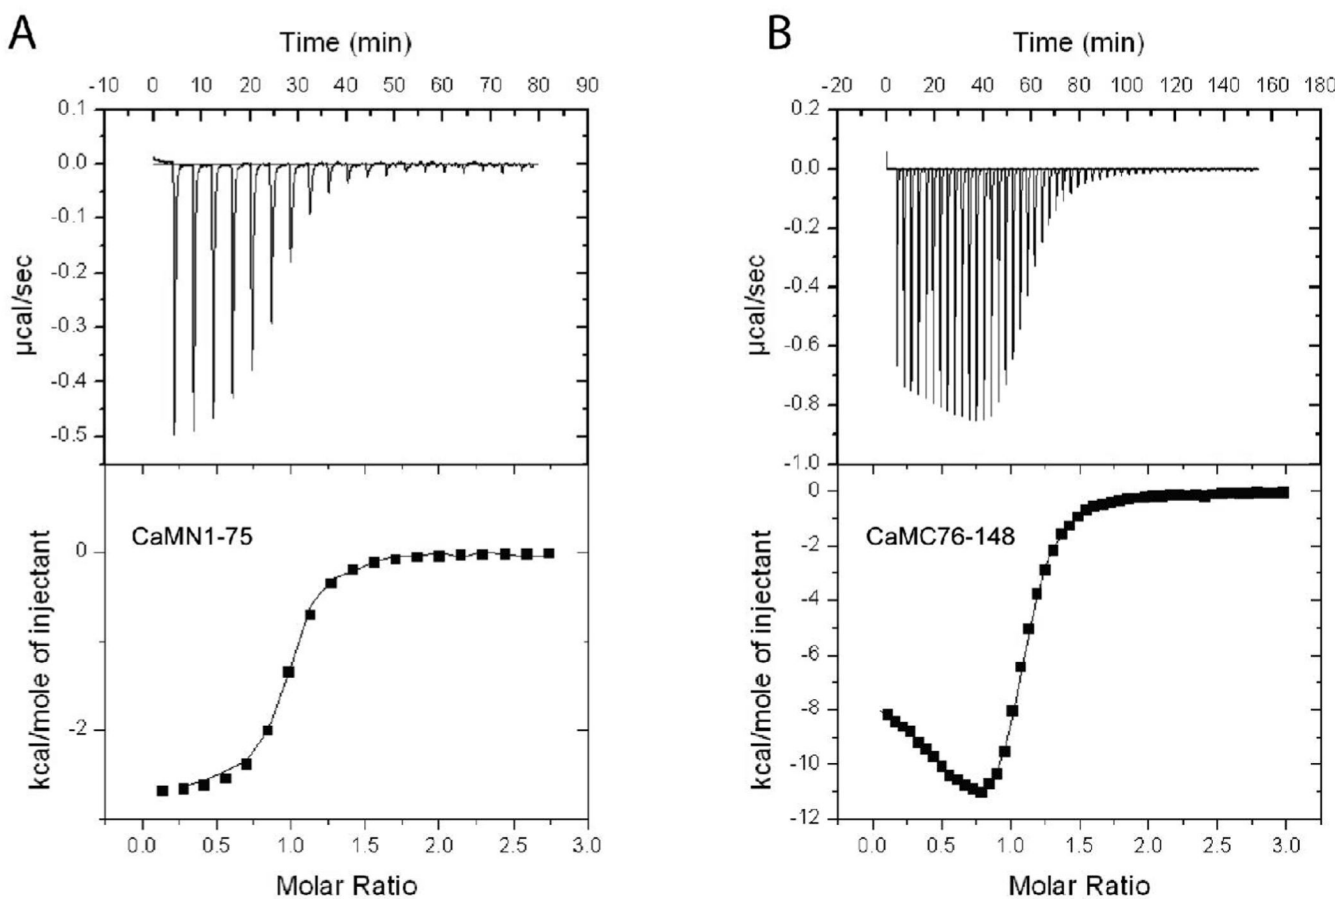 A
Time (min)
-10 0 10 20 30 40 50 60 70 80 90
0.1
0.0
-0.1
-0.2
-0.3
-0.4
-0.5
µcal/sec
CaMN1-75
0
-2
kcal/mole of injectant
0.0 0.5 1.0 1.5 2.0 2.5 3.0
Molar Ratio
B
Time (min)
-20 0 20 40 60 80 100 120 140 160 180
0.2
0.0
-0.2
-0.4
-0.6
-0.8
-1.0
µcal/sec
CaMC76-148
0
-2
-4
-6
-8
-10
-12
kcal/mole of injectant
0.0 0.5 1.0 1.5 2.0 2.5 3.0
Molar Ratio